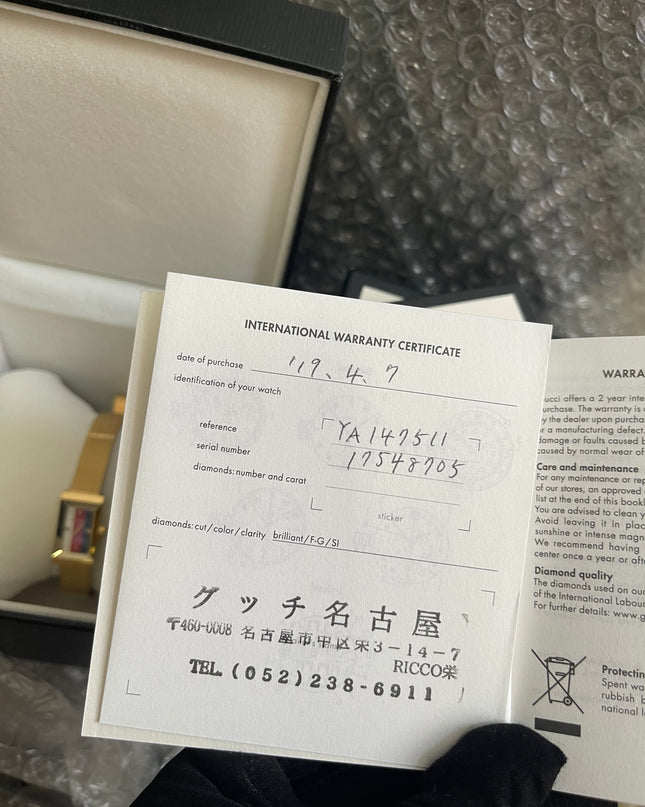 INTERNATIONAL WARRANTY CERTIFICATE
date of purchase '19. 4. 7
identification of your watch
reference YA147511
serial number 17548705
diamonds: number and carat
sticker
diamonds: cut / color / clarity brilliant/F-G/SI
グッチ名古屋
〒460-0008 名古屋市中区栄3-14-7
RICCO栄
TEL. (052)238-6911
WARRA
ucci offers a 2 year inte
urchase. The warranty is
y the dealer upon purcha
r a manufacturing defect.
damage or faults caused b
caused by normal wear of
Care and maintenance
For any maintenance or rep
of our stores, an approved
list at the end of this bookl
You are advised to clean y
Avoid leaving it in plac
sunshine or intense magn
We recommend having
center once a year or aft
Diamond quality
The diamonds used on our
of the International Labour
For further details: www.g
Protectin
Spent wa
rubbish b
national l